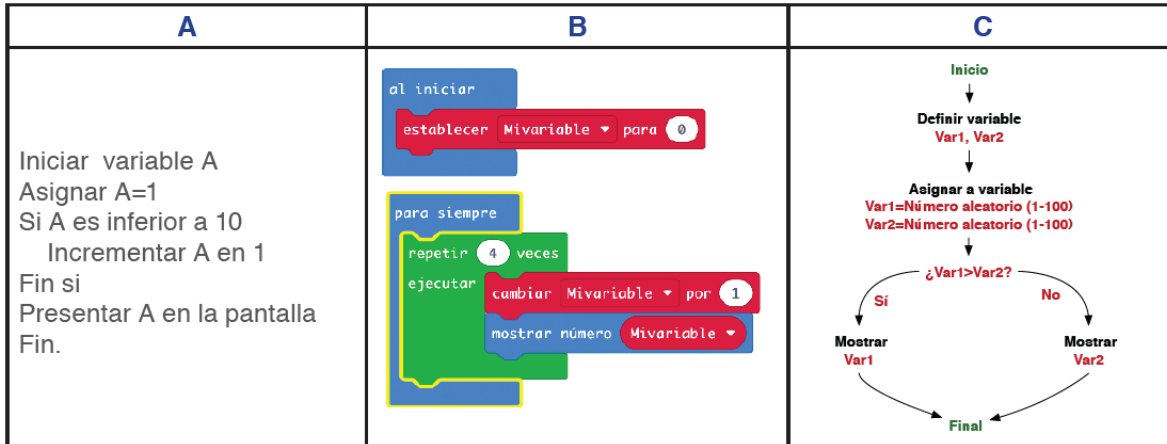 A
B
C
Iniciar variable A
Asignar A=1
Si A es inferior a 10
Incrementar A en 1
Fin si
Presentar A en la pantalla
Fin.
al iniciar
establecer Mivariable para 0
para siempre
repetir 4 veces
ejecutar
cambiar Mivariable por 1
mostrar número Mivariable
Inicio
Definir variable
Var1, Var2
Asignar a variable
Var1=Número aleatorio (1-100)
Var2=Número aleatorio (1-100)
¿Var1>Var2?
Sí
No
Mostrar
Var1
Mostrar
Var2
Final